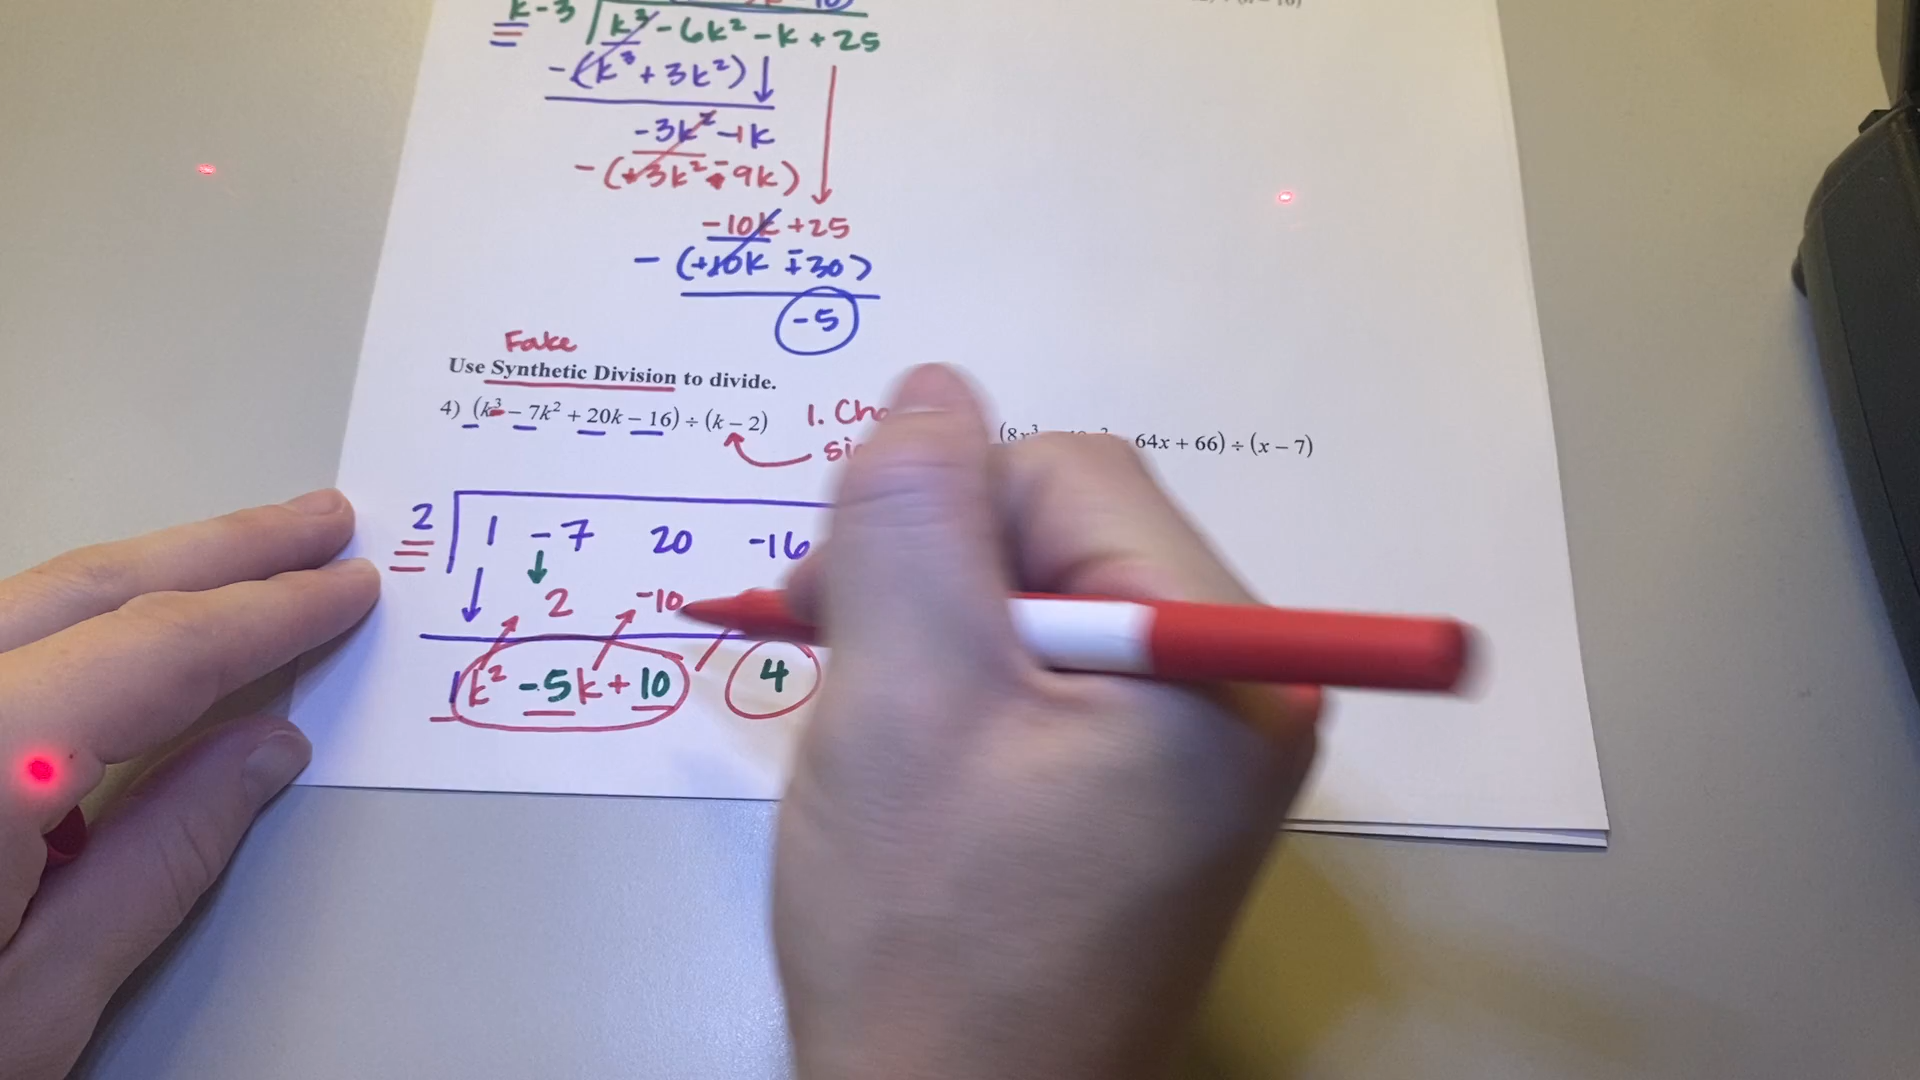 k-3 k³ - 6k² - k + 25
-(k³ + 3k²)
-3k² -1k
-(+3k² - 9k)
-10k +25
-(+10k -+30)
-5
Fake
Use Synthetic Division to divide.
4) (k³ – 7k² + 20k – 16) ÷ (k – 2)
1.
64x + 66) ÷ (x – 7)
2 1 -7 20 -16
2 -10
1k² -5k+10 4